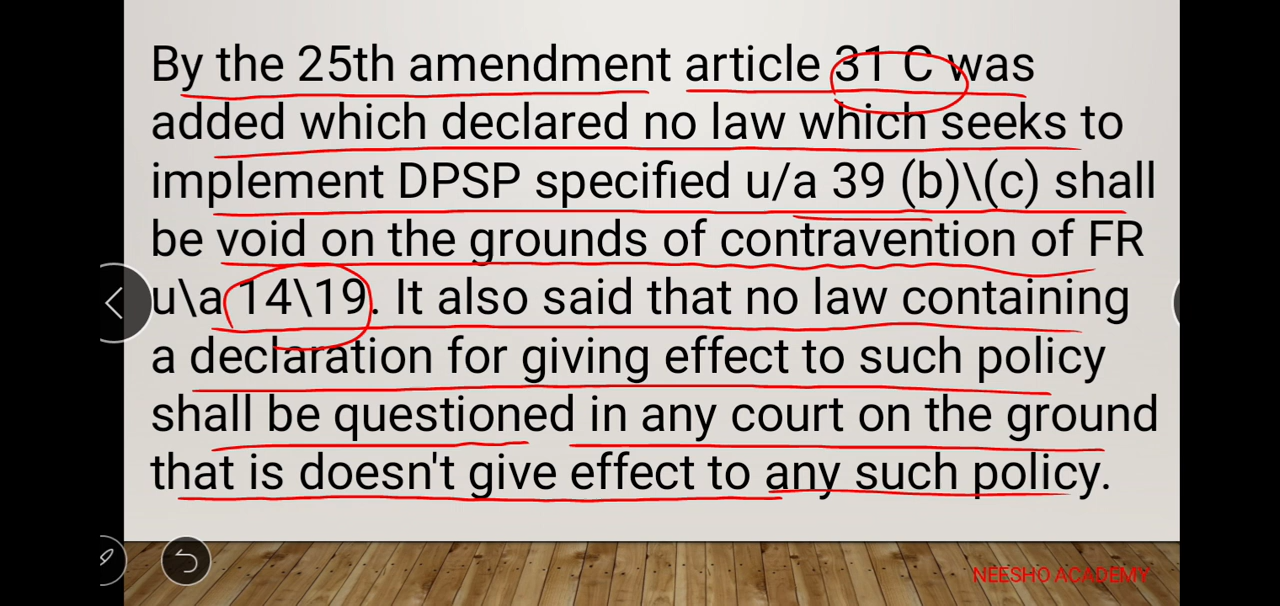 By the 25th amendment article 31 C was
added which declared no law which seeks to
implement DPSP specified u/a 39 (b)\(c) shall
be void on the grounds of contravention of FR
u\a 14\19. It also said that no law containing
a declaration for giving effect to such policy
shall be questioned in any court on the ground
that is doesn't give effect to any such policy.
NEESHO ACADEMY